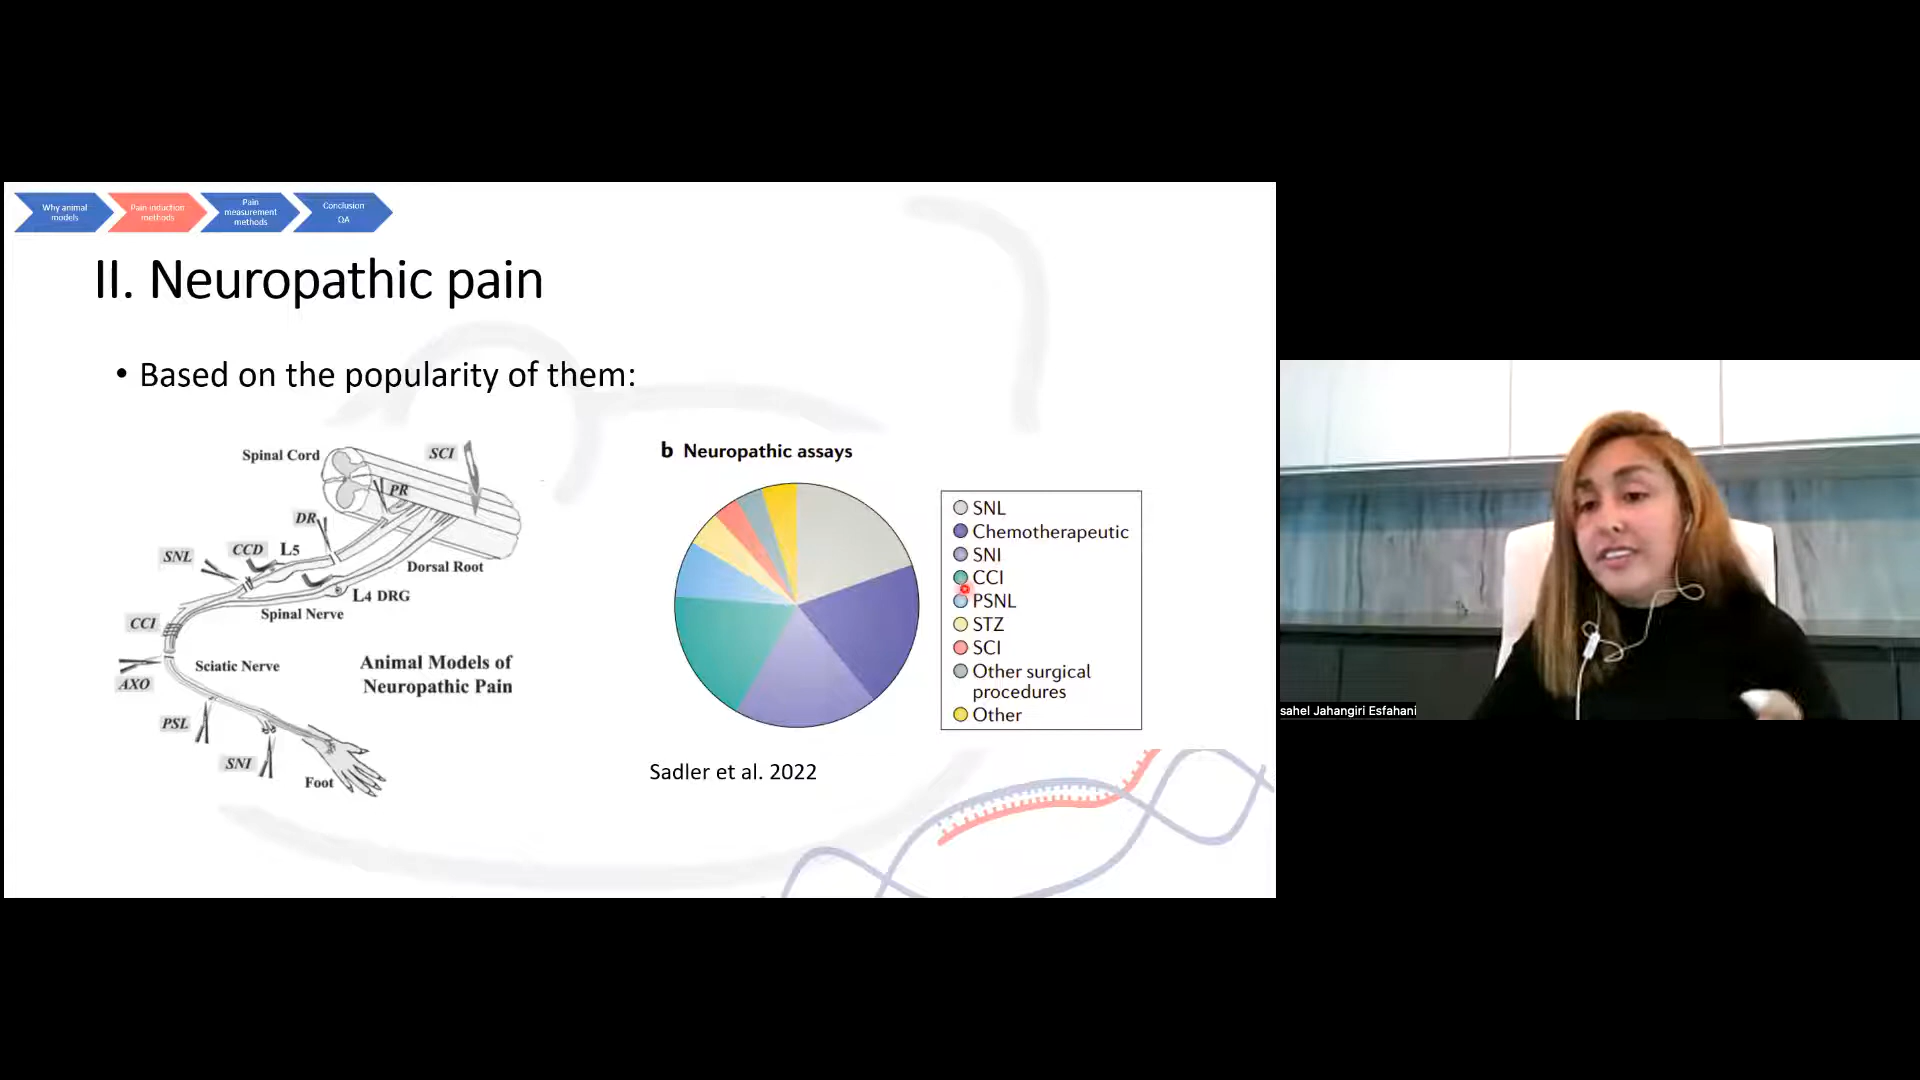 Why animal
models
Pain induction
methods
Pain
measurement
methods
Conclusion
QA
II. Neuropathic pain
• Based on the popularity of them:
Spinal Cord
SCI
PR
DR
SNL
CCD
L5
Dorsal Root
L4 DRG
Spinal Nerve
CCI
Sciatic Nerve
AXO
Animal Models of
Neuropathic Pain
PSL
SNI
Foot
b Neuropathic assays
SNL
Chemotherapeutic
SNI
CCI
PSNL
STZ
SCI
Other surgical
procedures
Other
Sadler et al. 2022
sahel Jahangiri Esfahani